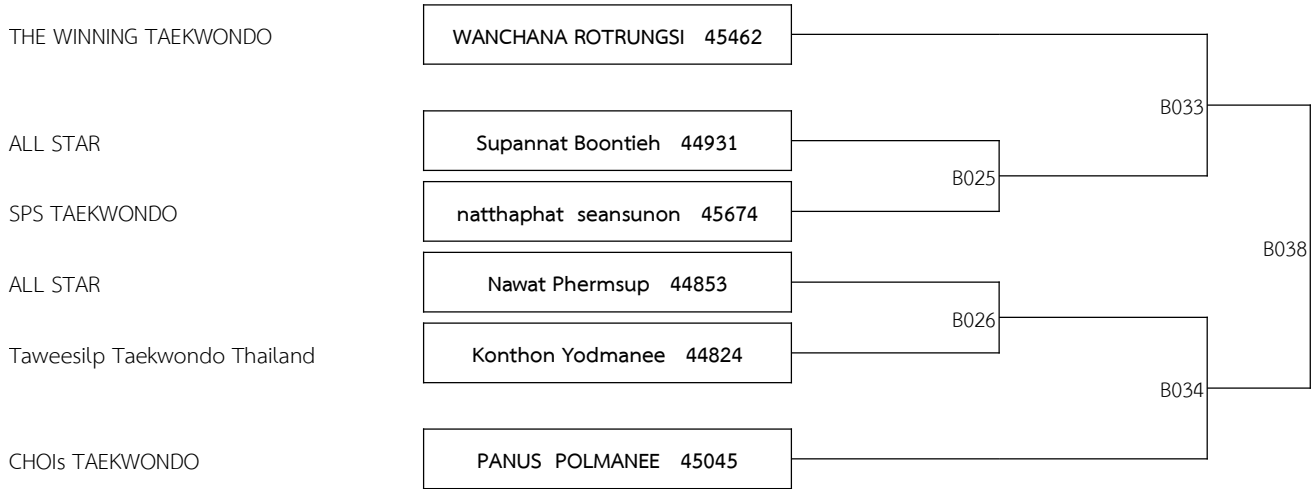 THE WINNING TAEKWONDO WANCHANA ROTRUNGSI 45462
B033
ALL STAR Supannat Boontieh 44931
B025
SPS TAEKWONDO natthaphat seansunon 45674
B038
ALL STAR Nawat Phermsup 44853
B026
Taweesilp Taekwondo Thailand Konthon Yodmanee 44824
B034
CHOIs TAEKWONDO PANUS POLMANEE 45045